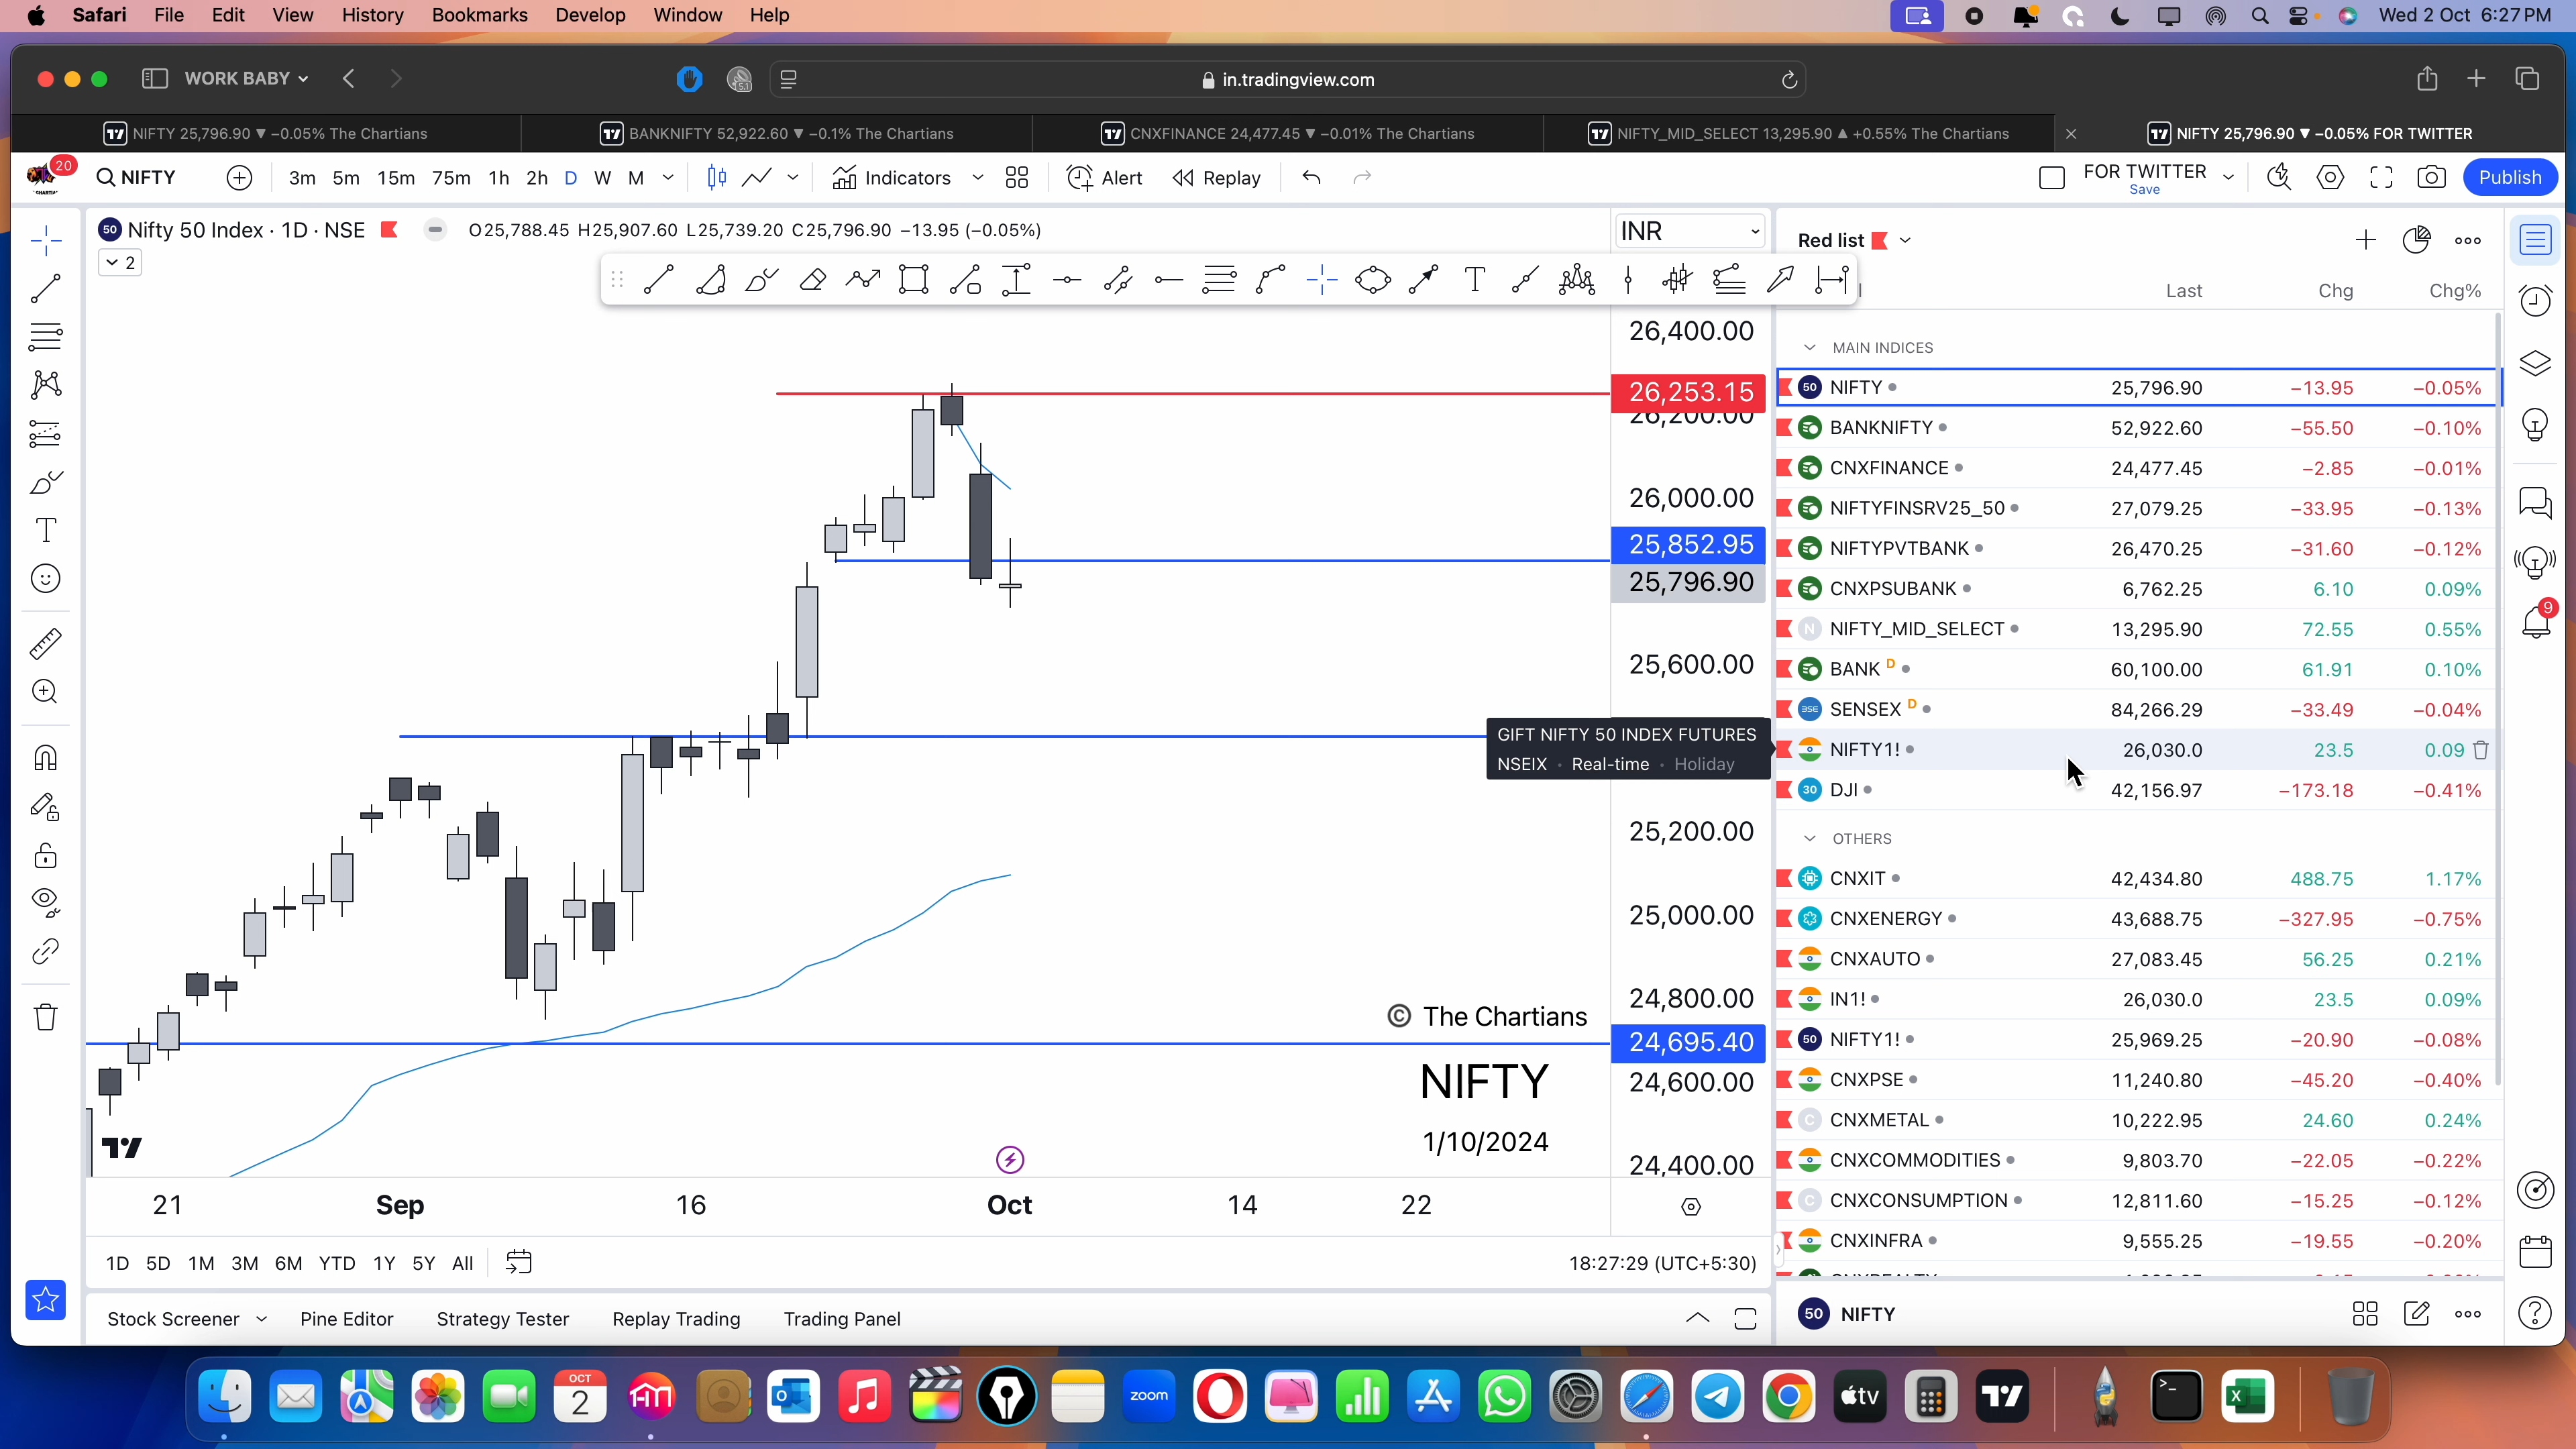 Safari File Edit View History Bookmarks Develop Window Help Wed 2 Oct 6:27 PM
WORK BABY in.tradingview.com
NIFTY 25,796.90 ▼ −0.05% The Chartians BANKNIFTY 52,922.60 ▼ −0.1% The Chartians CNXFINANCE 24,477.45 ▼ −0.01% The Chartians NIFTY_MID_SELECT 13,295.90 ▲ +0.55% The Chartians NIFTY 25,796.90 ▼ −0.05% FOR TWITTER
20 NIFTY 3m 5m 15m 75m 1h 2h D W M Indicators Alert Replay FOR TWITTER Save Publish
50 Nifty 50 Index · 1D · NSE O25,788.45 H25,907.60 L25,739.20 C25,796.90 −13.95 (−0.05%) INR
2
Red list
Last Chg Chg%
26,400.00
26,253.15
26,200.00
26,000.00
25,852.95
25,796.90
25,600.00
25,200.00
25,000.00
24,800.00
24,695.40
24,600.00
24,400.00
GIFT NIFTY 50 INDEX FUTURES
NSEIX · Real-time · Holiday
© The Chartians
NIFTY
1/10/2024
21 Sep 16 Oct 14 22
1D 5D 1M 3M 6M YTD 1Y 5Y All 18:27:29 (UTC+5:30)
Stock Screener Pine Editor Strategy Tester Replay Trading Trading Panel
MAIN INDICES
50 NIFTY 25,796.90 −13.95 −0.05%
BANKNIFTY 52,922.60 −55.50 −0.10%
CNXFINANCE 24,477.45 −2.85 −0.01%
NIFTYFINSRV25_50 27,079.25 −33.95 −0.13%
NIFTYPVTBANK 26,470.25 −31.60 −0.12%
CNXPSUBANK 6,762.25 6.10 0.09%
N NIFTY_MID_SELECT 13,295.90 72.55 0.55%
BANK D 60,100.00 61.91 0.10%
BSE SENSEX D 84,266.29 −33.49 −0.04%
NIFTY1! 26,030.0 23.5 0.09
30 DJI 42,156.97 −173.18 −0.41%
OTHERS
CNXIT 42,434.80 488.75 1.17%
CNXENERGY 43,688.75 −327.95 −0.75%
CNXAUTO 27,083.45 56.25 0.21%
IN1! 26,030.0 23.5 0.09%
50 NIFTY1! 25,969.25 −20.90 −0.08%
CNXPSE 11,240.80 −45.20 −0.40%
C CNXMETAL 10,222.95 24.60 0.24%
CNXCOMMODITIES 9,803.70 −22.05 −0.22%
C CNXCONSUMPTION 12,811.60 −15.25 −0.12%
CNXINFRA 9,555.25 −19.55 −0.20%
50 NIFTY
9
OCT
2
zoom
tv